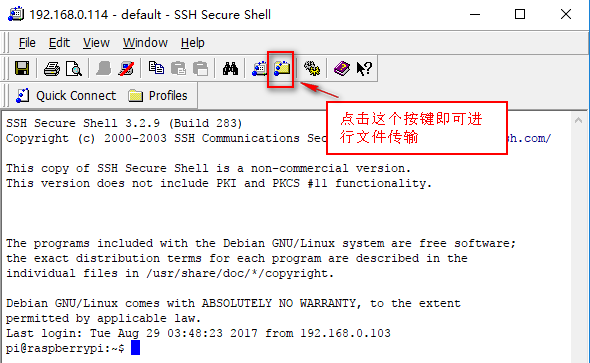 192.168.0.114 - default - SSH Secure Shell
File Edit View Window Help
Quick Connect Profiles
点击这个按键即可进
行文件传输
SSH Secure Shell 3.2.9 (Build 283)
Copyright (c) 2000-2003 SSH Communications Sec sh.com/
This copy of SSH Secure Shell is a non-commercial version.
This version does not include PKI and PKCS #11 functionality.
The programs included with the Debian GNU/Linux system are free software;
the exact distribution terms for each program are described in the
individual files in /usr/share/doc/*/copyright.
Debian GNU/Linux comes with ABSOLUTELY NO WARRANTY, to the extent
permitted by applicable law.
Last login: Tue Aug 29 03:48:23 2017 from 192.168.0.103
pi@raspberrypi:~$